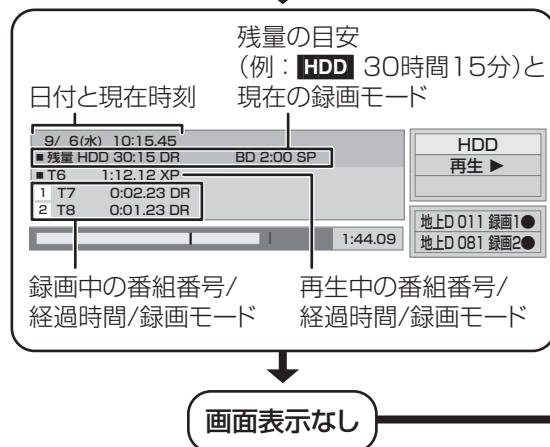 残量の目安
(例：HDD 30時間15分)と
現在の録画モード
日付と現在時刻
9/ 6(水) 10:15.45
■残量 HDD 30:15 DR BD 2:00 SP
■T6 1:12.12 XP
1 T7 0:02.23 DR
2 T8 0:01.23 DR
1:44.09
HDD
再生 ▶
地上D 011 録画1●
地上D 081 録画2●
録画中の番組番号/
経過時間/録画モード
再生中の番組番号/
経過時間/録画モード
画面表示なし